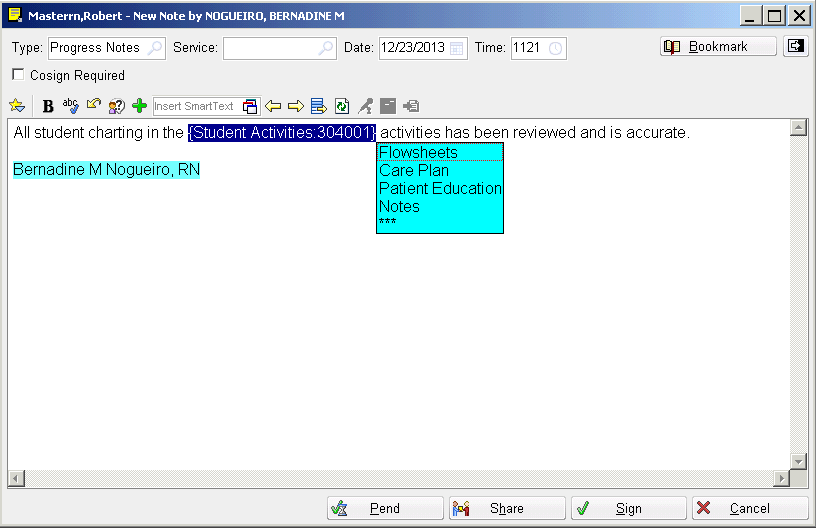 Masterrn,Robert - New Note by NOGUEIRO, BERNADINE M
Type: Progress Notes Service: Date: 12/23/2013 Time: 1121 Bookmark
Cosign Required
B abc Insert SmartText
All student charting in the {Student Activities:304001} activities has been reviewed and is accurate.
Flowsheets
Bernadine M Nogueiro, RN Care Plan
Patient Education
Notes
***
Pend Share Sign Cancel